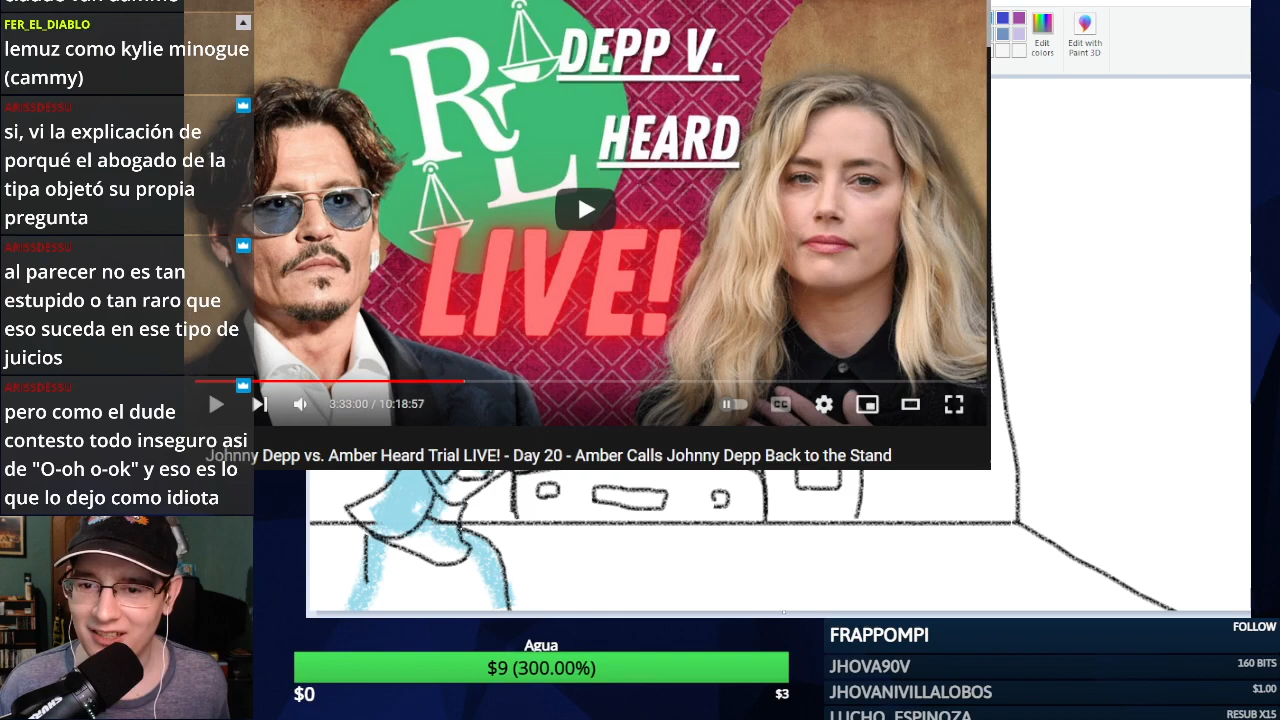 FER_EL_DIABLO
lemuz como kylie minogue
(cammy)
ABISSDESSU
si, vi la explicación de
porqué el abogado de la
tipa objetó su propia
pregunta
ABISSDESSU
al parecer no es tan
estupido o tan raro que
eso suceda en ese tipo de
juicios
ABISSDESSU
pero como el dude
contesto todo inseguro asi
de "O-oh o-ok" y eso es lo
que lo dejo como idiota
RL
DEPP V.
HEARD
LIVE!
3:33:00 / 10:18:57
CC
Johnny Depp vs. Amber Heard Trial LIVE! - Day 20 - Amber Calls Johnny Depp Back to the Stand
Edit
colors
Edit with
Paint 3D
Agua
$9 (300.00%)
$0
$3
FRAPPOMPI
FOLLOW
JHOVA90V
160 BITS
JHOVANIVILLALOBOS
$1.00
LUCHO_ESPINOZA
RESUB X15